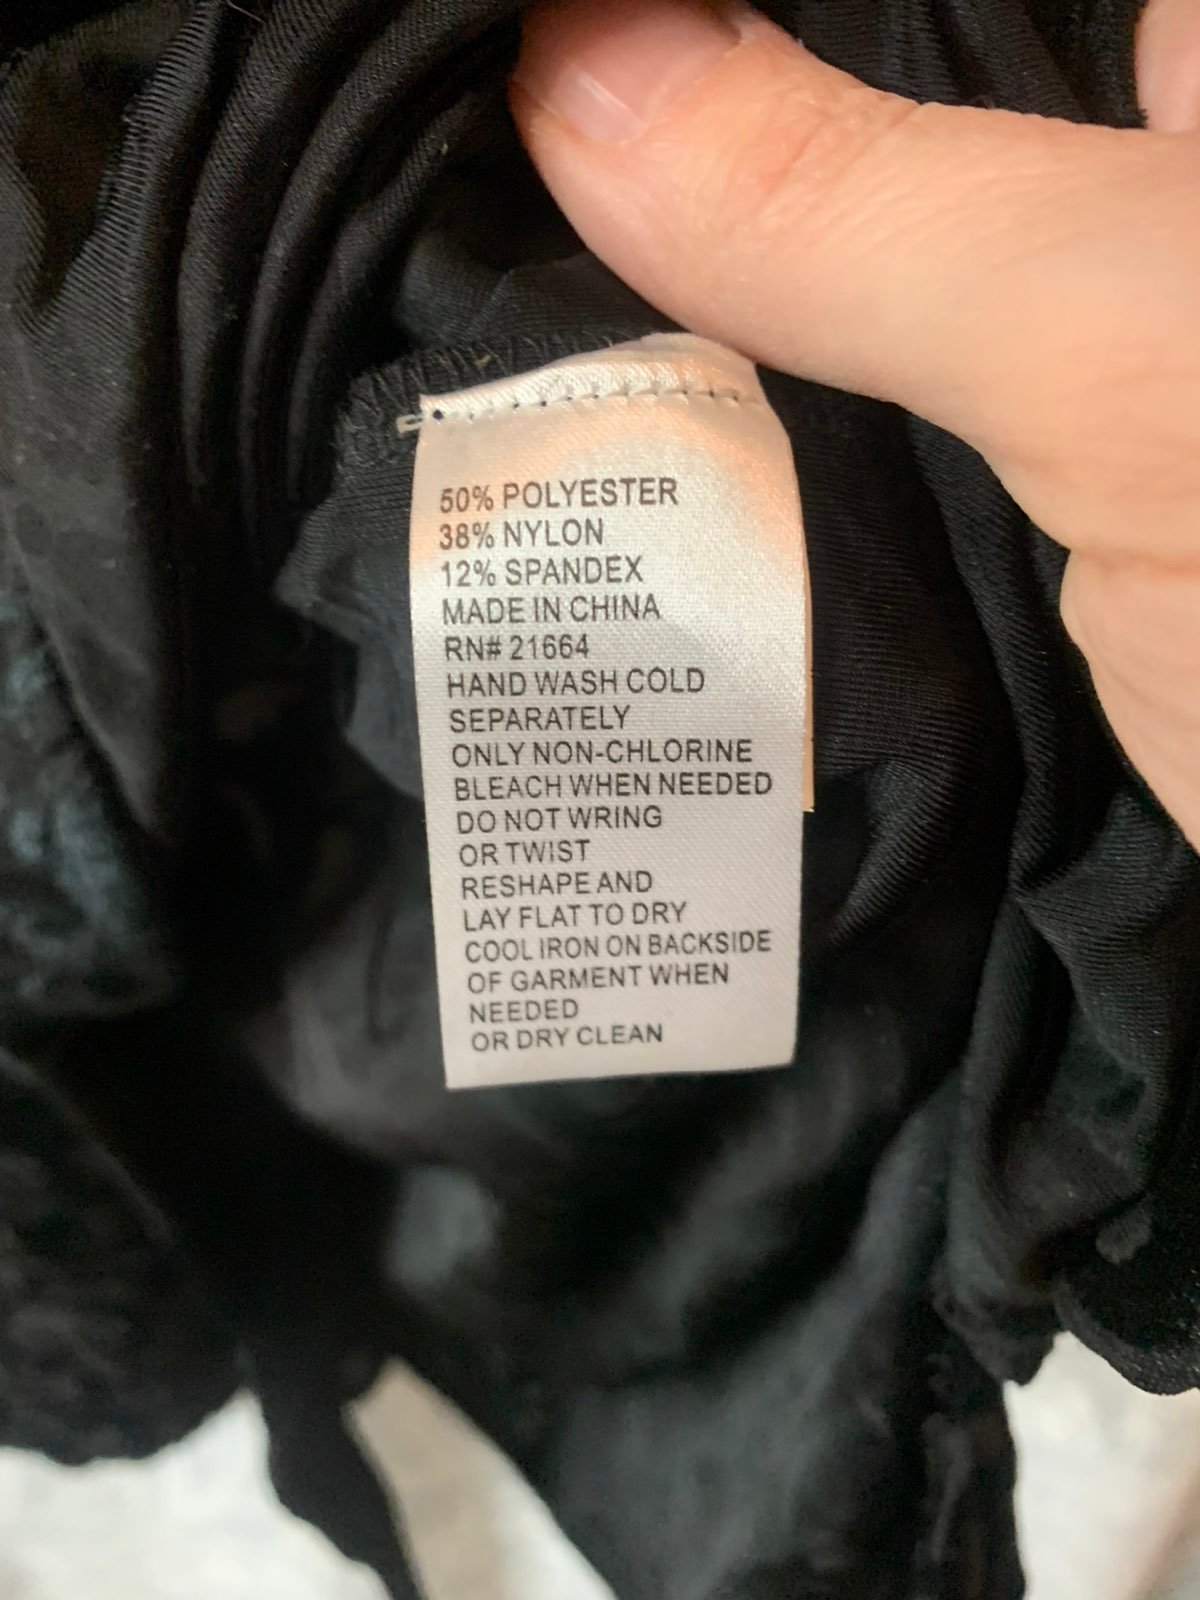 50% POLYESTER
38% NYLON
12% SPANDEX
MADE IN CHINA
RN# 21664
HAND WASH COLD
SEPARATELY
ONLY NON-CHLORINE
BLEACH WHEN NEEDED
DO NOT WRING
OR TWIST
RESHAPE AND
LAY FLAT TO DRY
COOL IRON ON BACKSIDE
OF GARMENT WHEN
NEEDED
OR DRY CLEAN